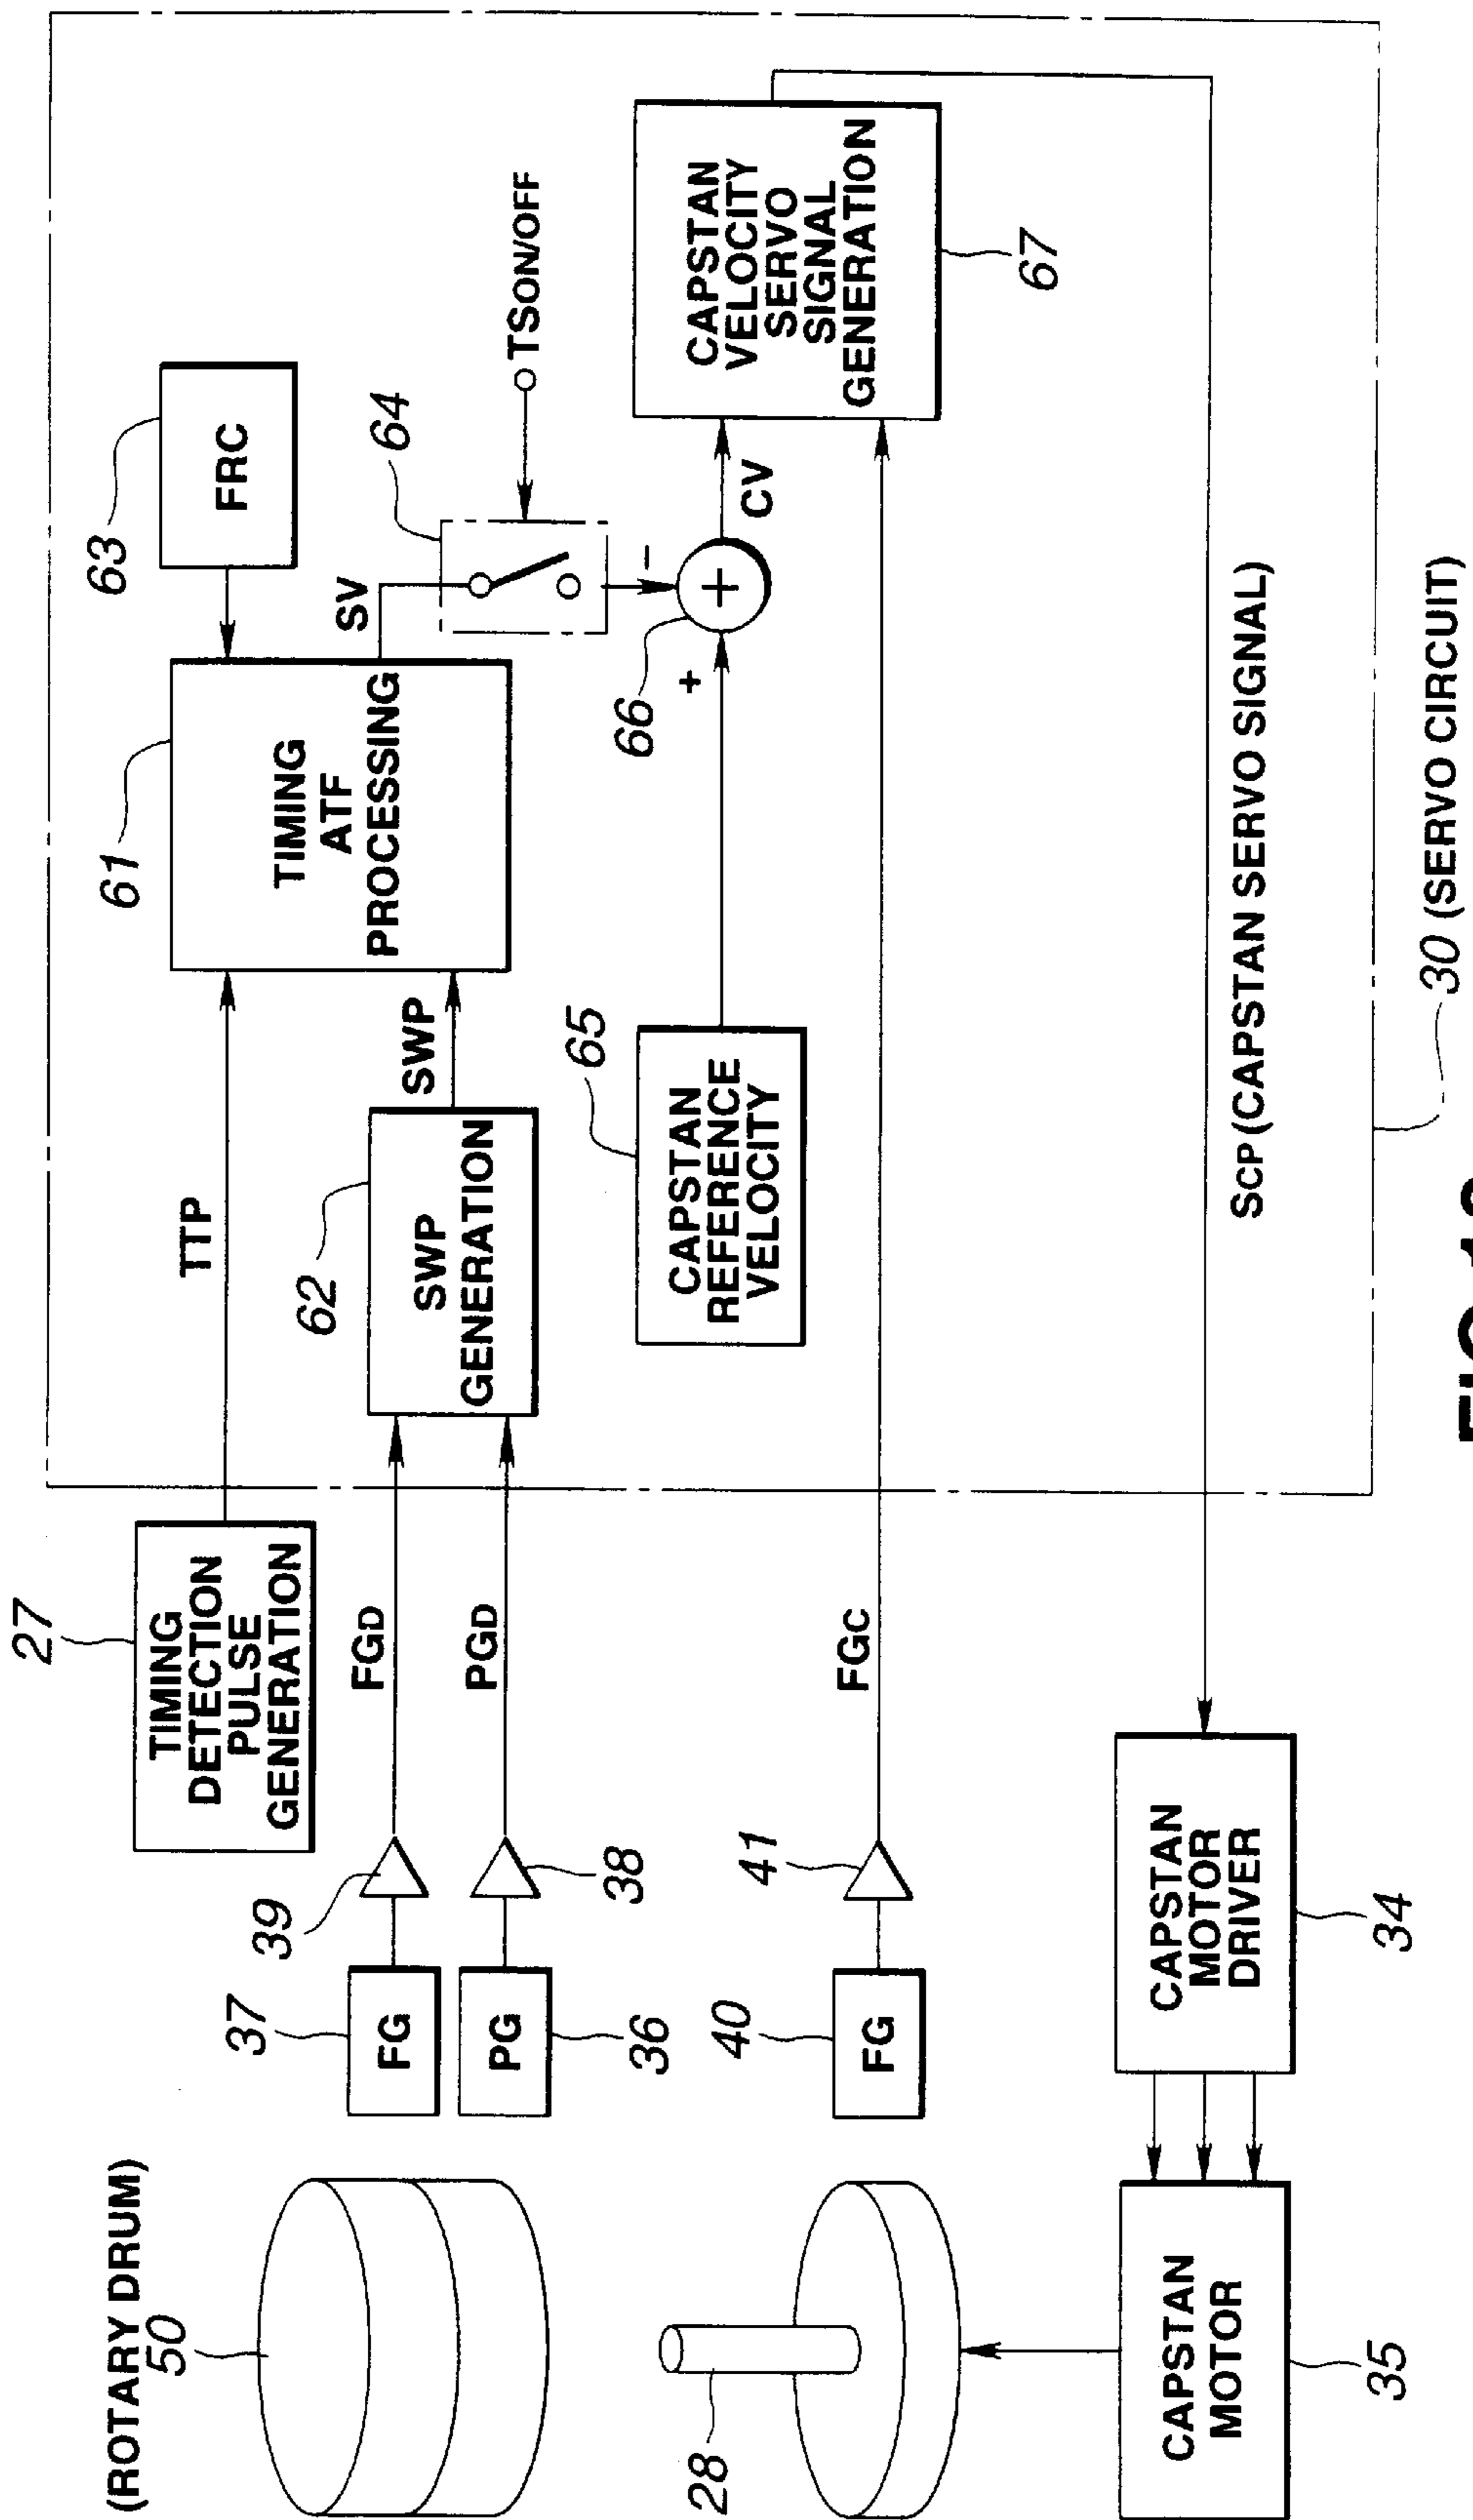 (ROTARY DRUM)
50
37
FG
39
FGD
PG
36
38
PGD
27
TIMING
DETECTION
PULSE
GENERATION
TTP
62
SWP
GENERATION
SWP
61
TIMING
ATF
PROCESSING
63
FRC
SV
64
TSON/OFF
65
CAPSTAN
REFERENCE
VELOCITY
+
66
+
-
CV
CAPSTAN
VELOCITY
SERVO
SIGNAL
GENERATION
67
28
40
FG
41
FGC
CAPSTAN
MOTOR
35
CAPSTAN
MOTOR
DRIVER
34
SCP (CAPSTAN SERVO SIGNAL)
30 (SERVO CIRCUIT)